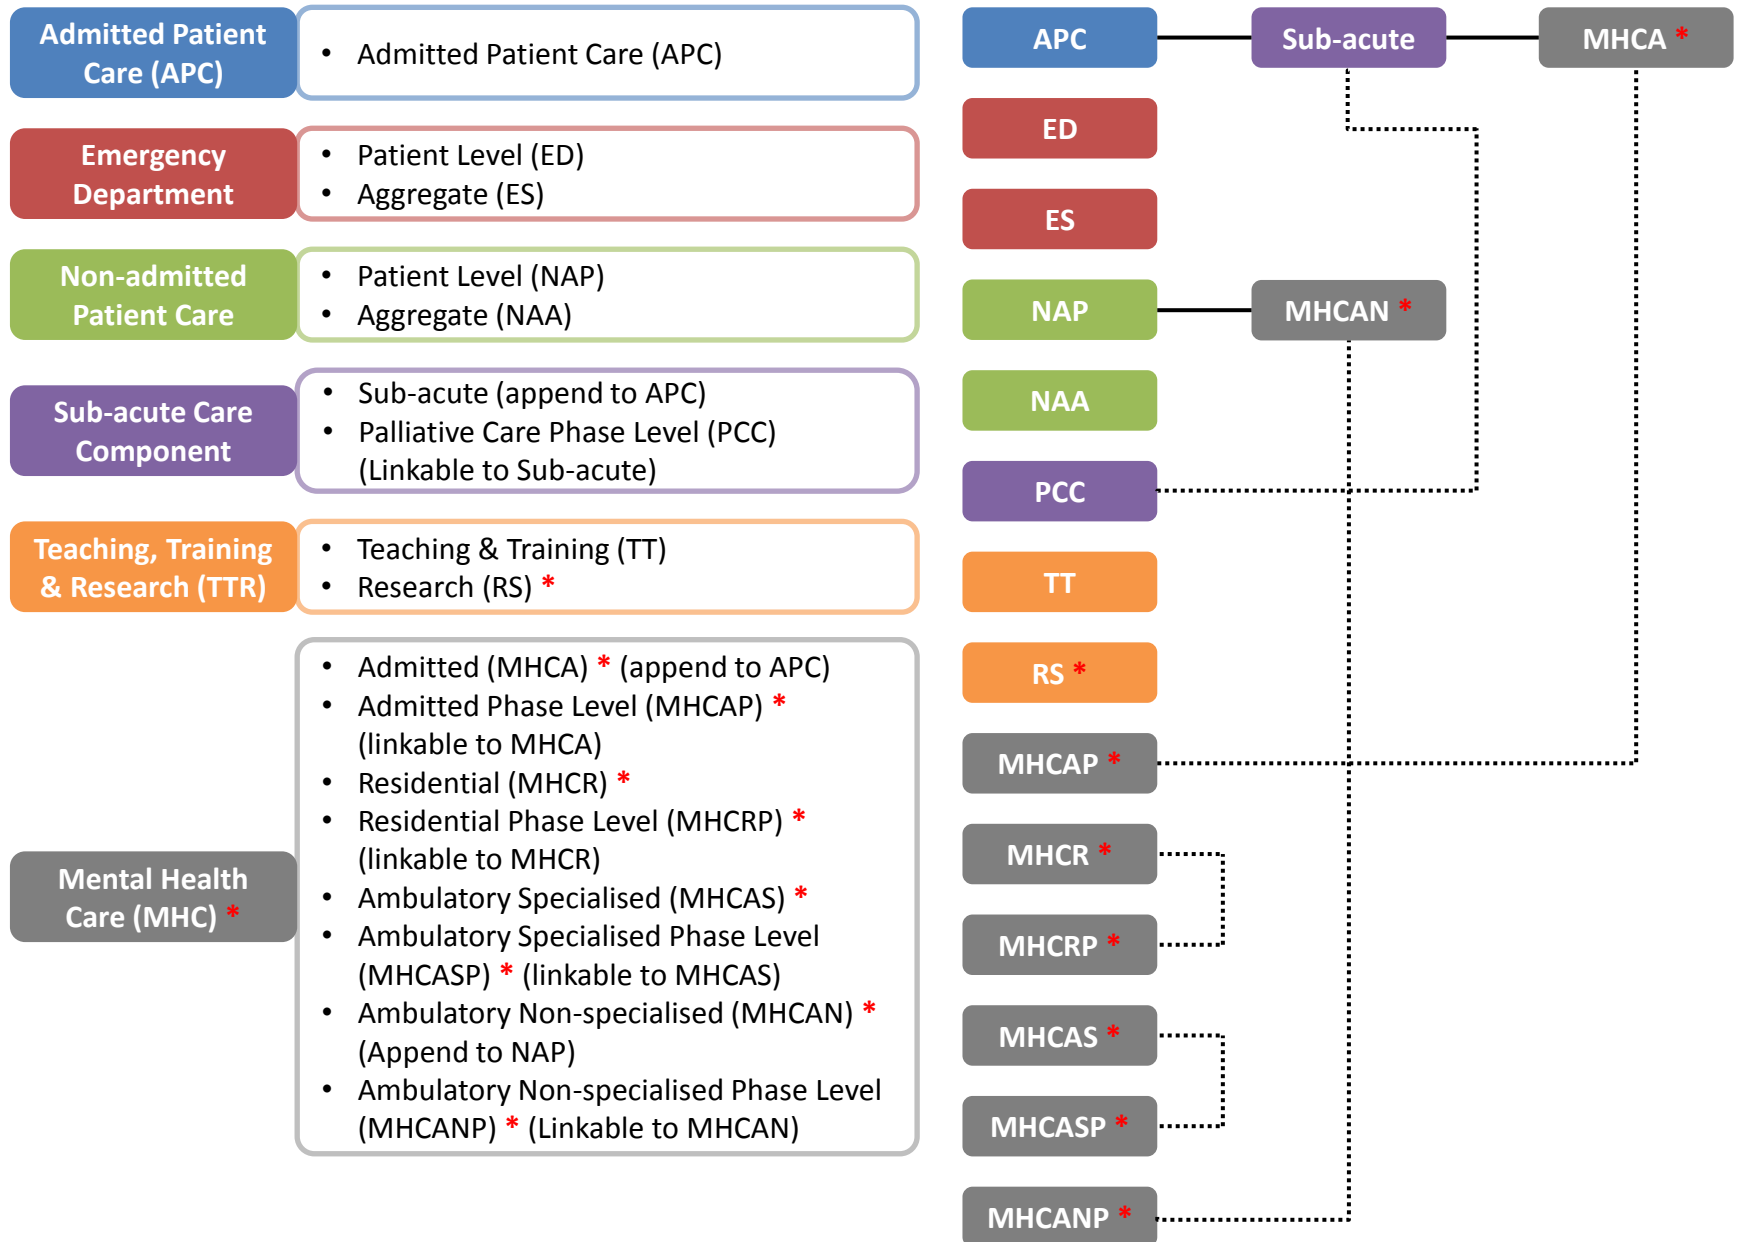 Admitted Patient
Care (APC)
• Admitted Patient Care (APC)
Emergency
Department
• Patient Level (ED)
• Aggregate (ES)
Non-admitted
Patient Care
• Patient Level (NAP)
• Aggregate (NAA)
Sub-acute Care
Component
• Sub-acute (append to APC)
• Palliative Care Phase Level (PCC)
(Linkable to Sub-acute)
Teaching, Training
& Research (TTR)
• Teaching & Training (TT)
• Research (RS) *
Mental Health
Care (MHC) *
• Admitted (MHCA) * (append to APC)
• Admitted Phase Level (MHCAP) *
(linkable to MHCA)
• Residential (MHCR) *
• Residential Phase Level (MHCRP) *
(linkable to MHCR)
• Ambulatory Specialised (MHCAS) *
• Ambulatory Specialised Phase Level
(MHCASP) * (linkable to MHCAS)
• Ambulatory Non-specialised (MHCAN) *
(Append to NAP)
• Ambulatory Non-specialised Phase Level
(MHCANP) * (Linkable to MHCAN)
APC
Sub-acute
MHCA *
ED
ES
NAP
MHCAN *
NAA
PCC
TT
RS *
MHCAP *
MHCR *
MHCRP *
MHCAS *
MHCASP *
MHCANP *